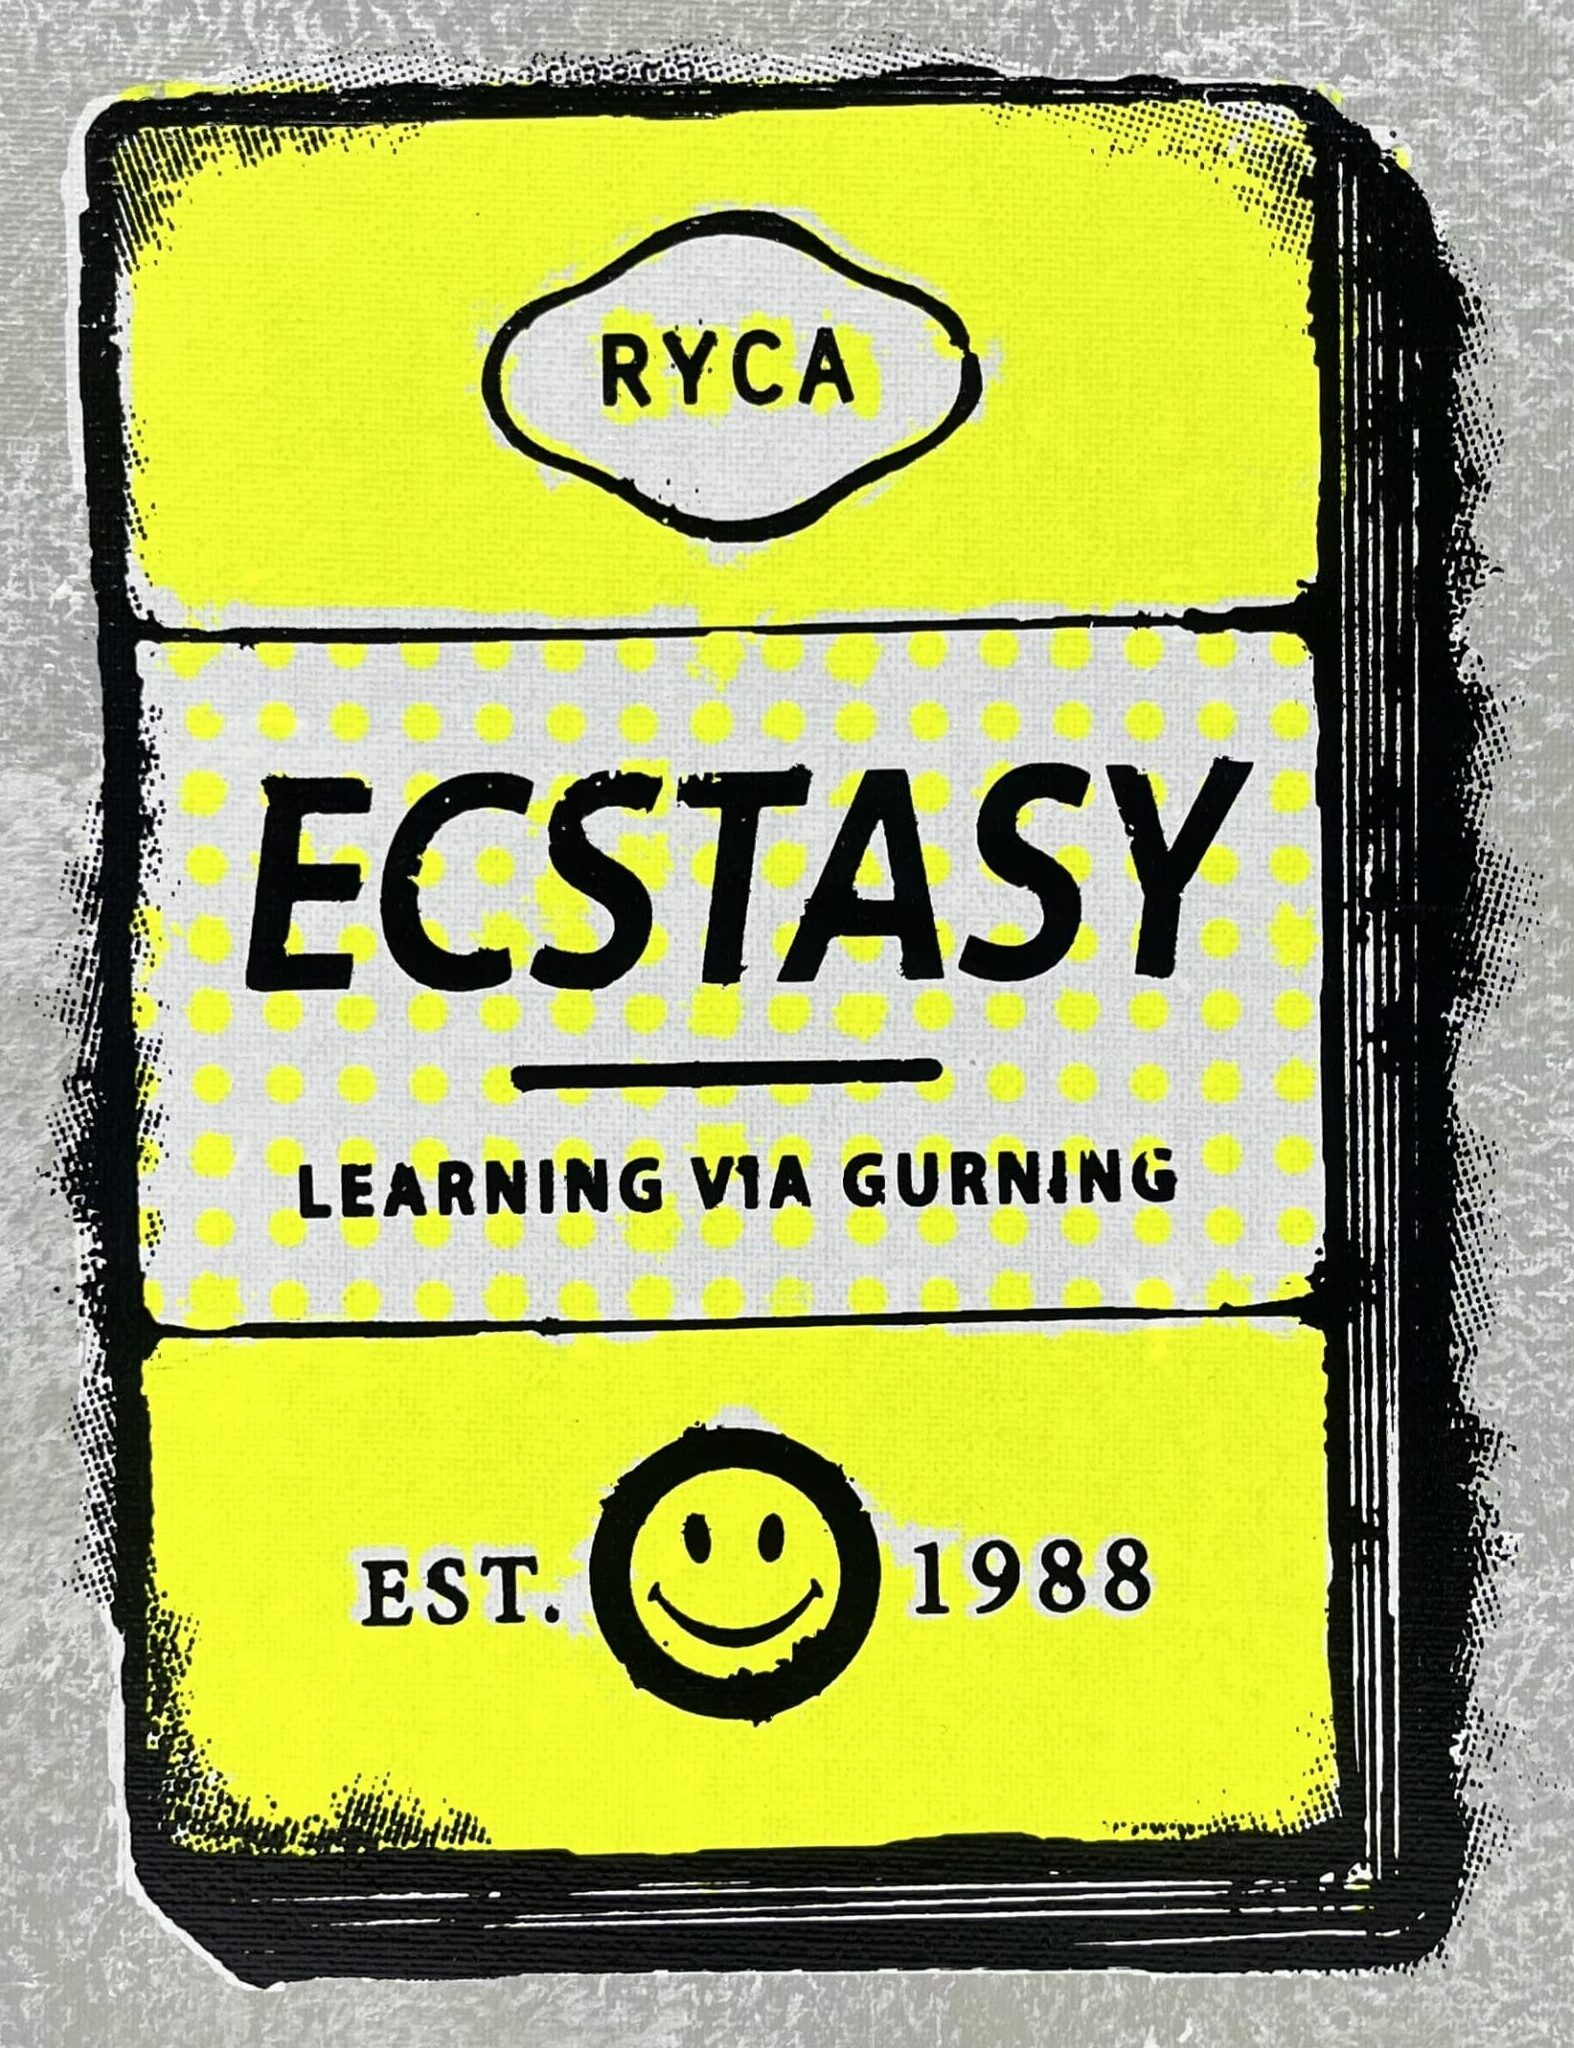 RYCA
ECSTASY
LEARNING VIA GURNING
EST. 1988